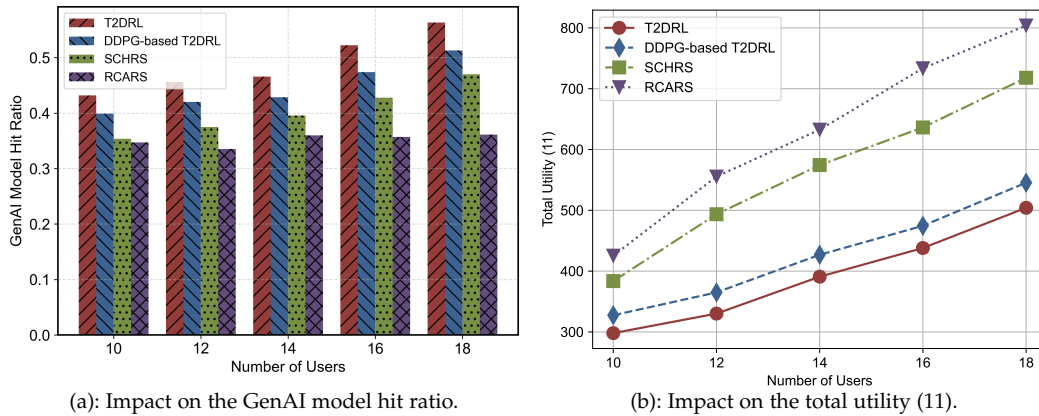 T2DRL
DDPG-based T2DRL
SCHRS
RCARS
GenAI Model Hit Ratio
0.5
0.4
0.3
0.2
0.1
0.0
10 12 14 16 18
Number of Users
(a): Impact on the GenAI model hit ratio.
T2DRL
DDPG-based T2DRL
SCHRS
RCARS
Total Utility (11)
800
700
600
500
400
300
10 12 14 16 18
Number of Users
(b): Impact on the total utility (11).